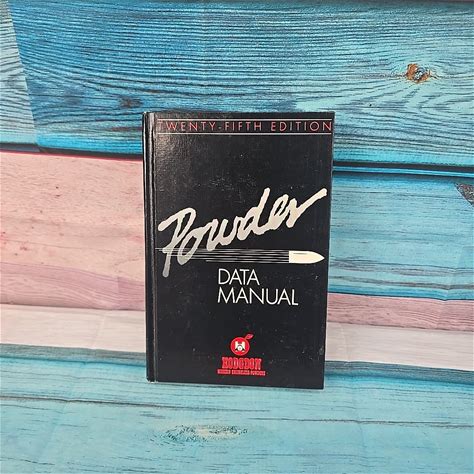 TWENTY-FIFTH EDITION
Powder
DATA
MANUAL
HODGDON